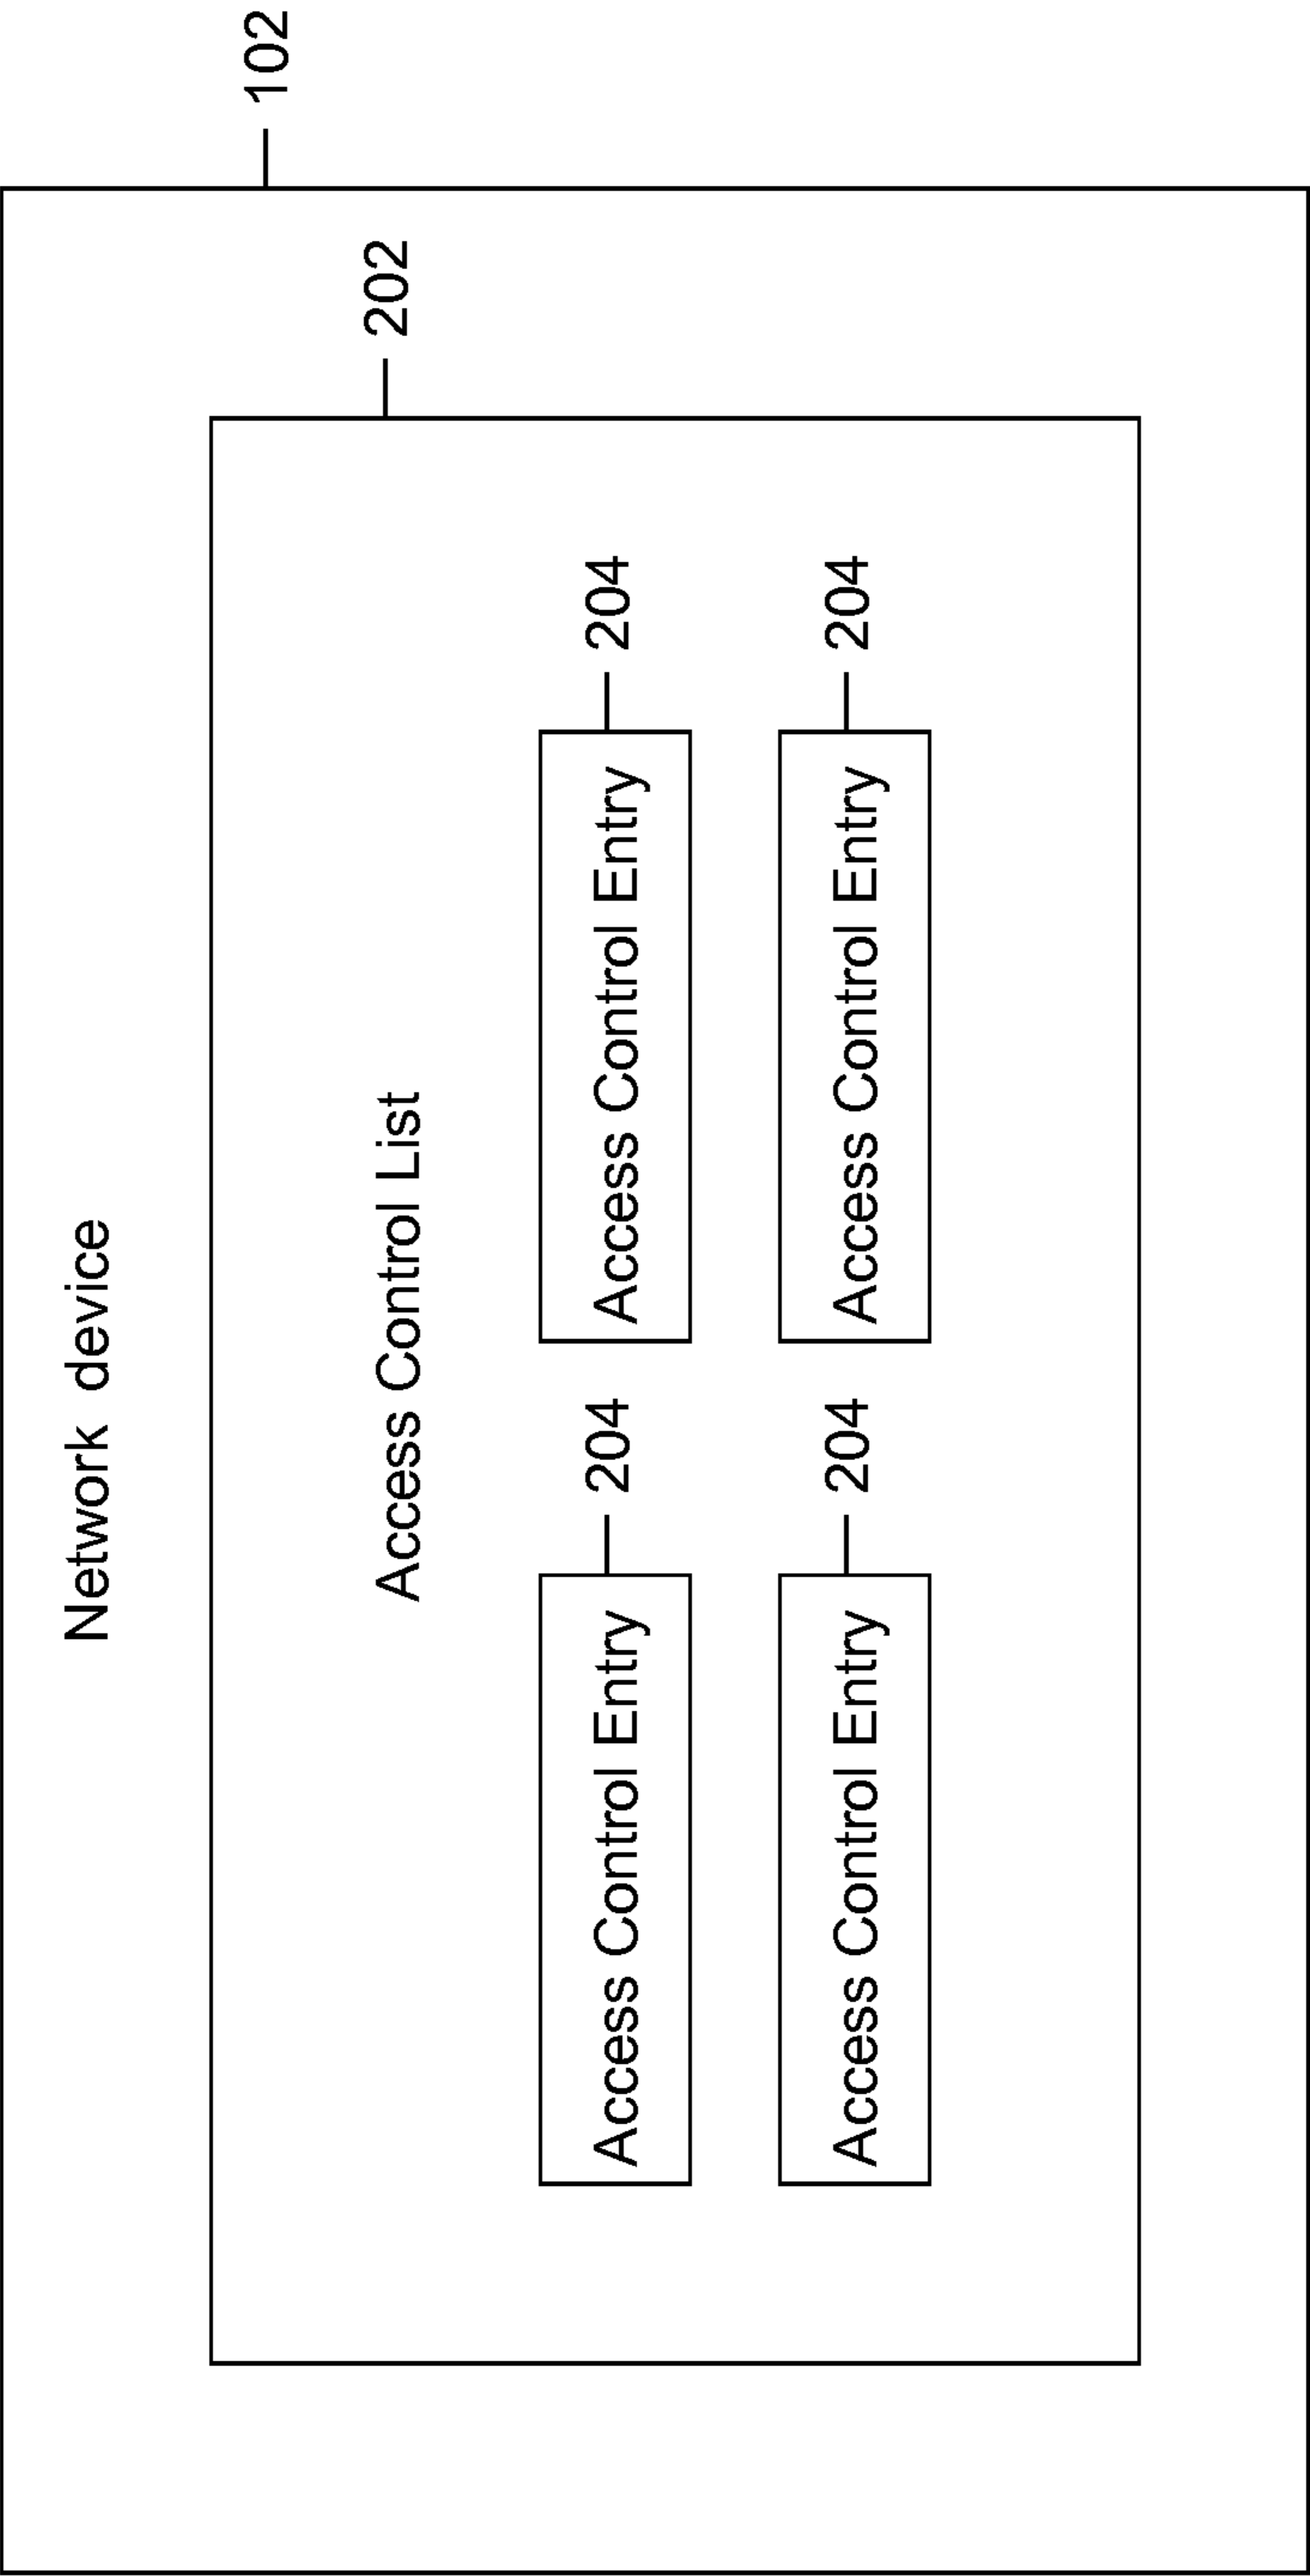 Network device
102
Access Control List
202
Access Control Entry
204
Access Control Entry
204
Access Control Entry
204
Access Control Entry
204